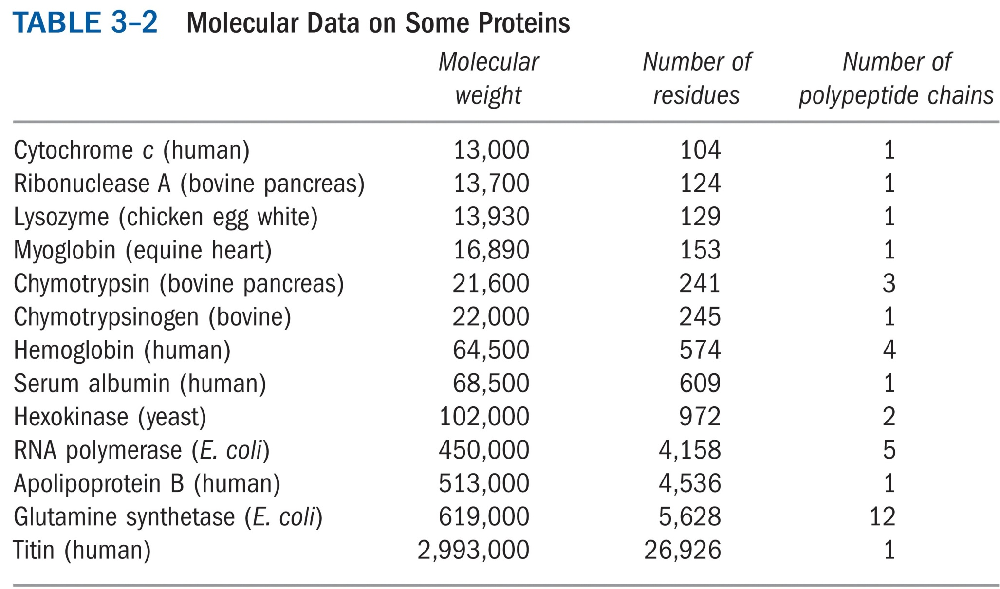 TABLE 3–2 Molecular Data on Some Proteins
Molecular weight Number of residues Number of polypeptide chains
Cytochrome c (human) 13,000 104 1
Ribonuclease A (bovine pancreas) 13,700 124 1
Lysozyme (chicken egg white) 13,930 129 1
Myoglobin (equine heart) 16,890 153 1
Chymotrypsin (bovine pancreas) 21,600 241 3
Chymotrypsinogen (bovine) 22,000 245 1
Hemoglobin (human) 64,500 574 4
Serum albumin (human) 68,500 609 1
Hexokinase (yeast) 102,000 972 2
RNA polymerase (E. coli) 450,000 4,158 5
Apolipoprotein B (human) 513,000 4,536 1
Glutamine synthetase (E. coli) 619,000 5,628 12
Titin (human) 2,993,000 26,926 1